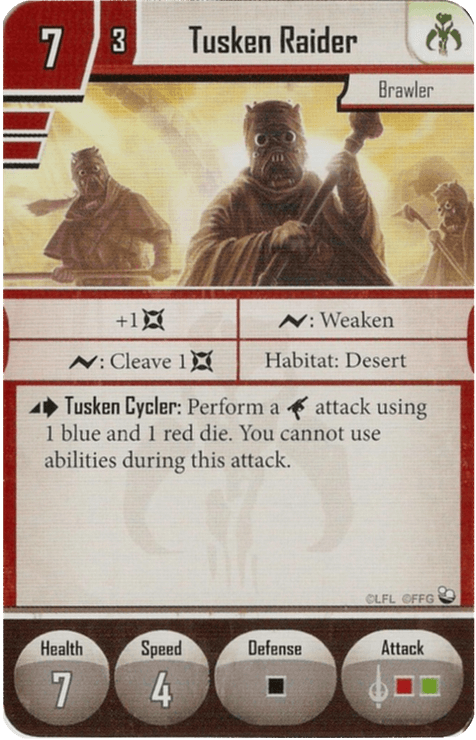 7 3 Tusken Raider
Brawler
+1 : Weaken
: Cleave 1 Habitat: Desert
Tusken Cycler: Perform a attack using
1 blue and 1 red die. You cannot use
abilities during this attack.
©LFL ©FFG
Health Speed Defense Attack
7 4